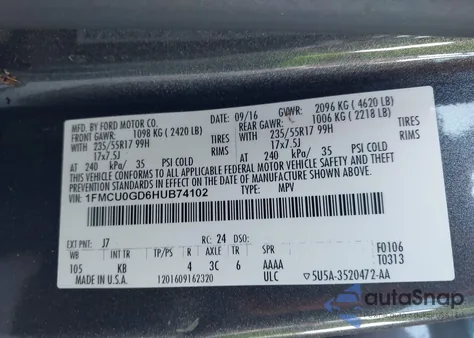 MFD. BY FORD MOTOR CO.
09/16 GVWR: 2096 KG ( 4620 LB)
FRONT GAWR: 1098 KG ( 2420 LB) REAR GAWR: 1006 KG ( 2218 LB)
WITH 235/55R17 99H TIRES WITH 235/55R17 99H TIRES
17x7.5J RIMS 17x7.5J RIMS
AT 240 kPa/ 35 PSI COLD AT 240 kPa/ 35 PSI COLD
THIS VEHICLE CONFORMS TO ALL APPLICABLE FEDERAL MOTOR VEHICLE SAFETY AND THEFT PREVENTION STANDARDS IN EFFECT ON THE DATE OF MANUFACTURE SHOWN ABOVE.
VIN: 1FMCU0GD6HUB74102 TYPE: MPV
EXT PNT: J7 RC: 24 DSO: F0106
WB INT TR TP/PS R AXLE TR SPR T0313
105 KB 4 3C 6 AAAA
MADE IN U.S.A. 1201609162320 ULC 5U5A-3520472-AA
autoSnap